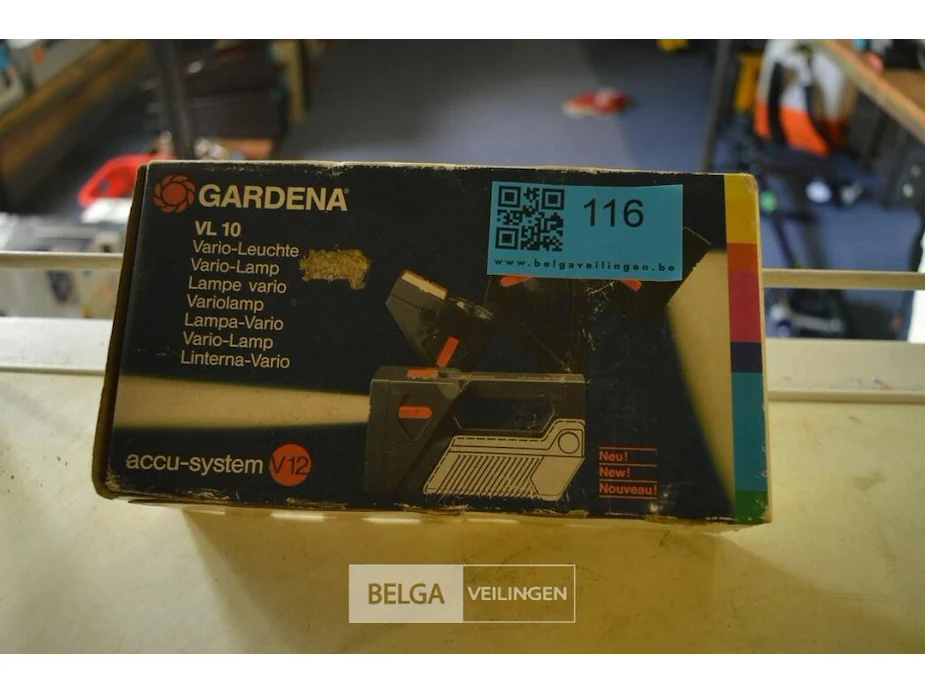 GARDENA
VL 10
Vario-Leuchte
Vario-Lamp
Lampe vario
Variolamp
Lampa-Vario
Vario-Lamp
Linterna-Vario
116
www.belgaveilingen.be
accu-system V12
Neu!
New!
Nouveau!
BELGA VEILINGEN